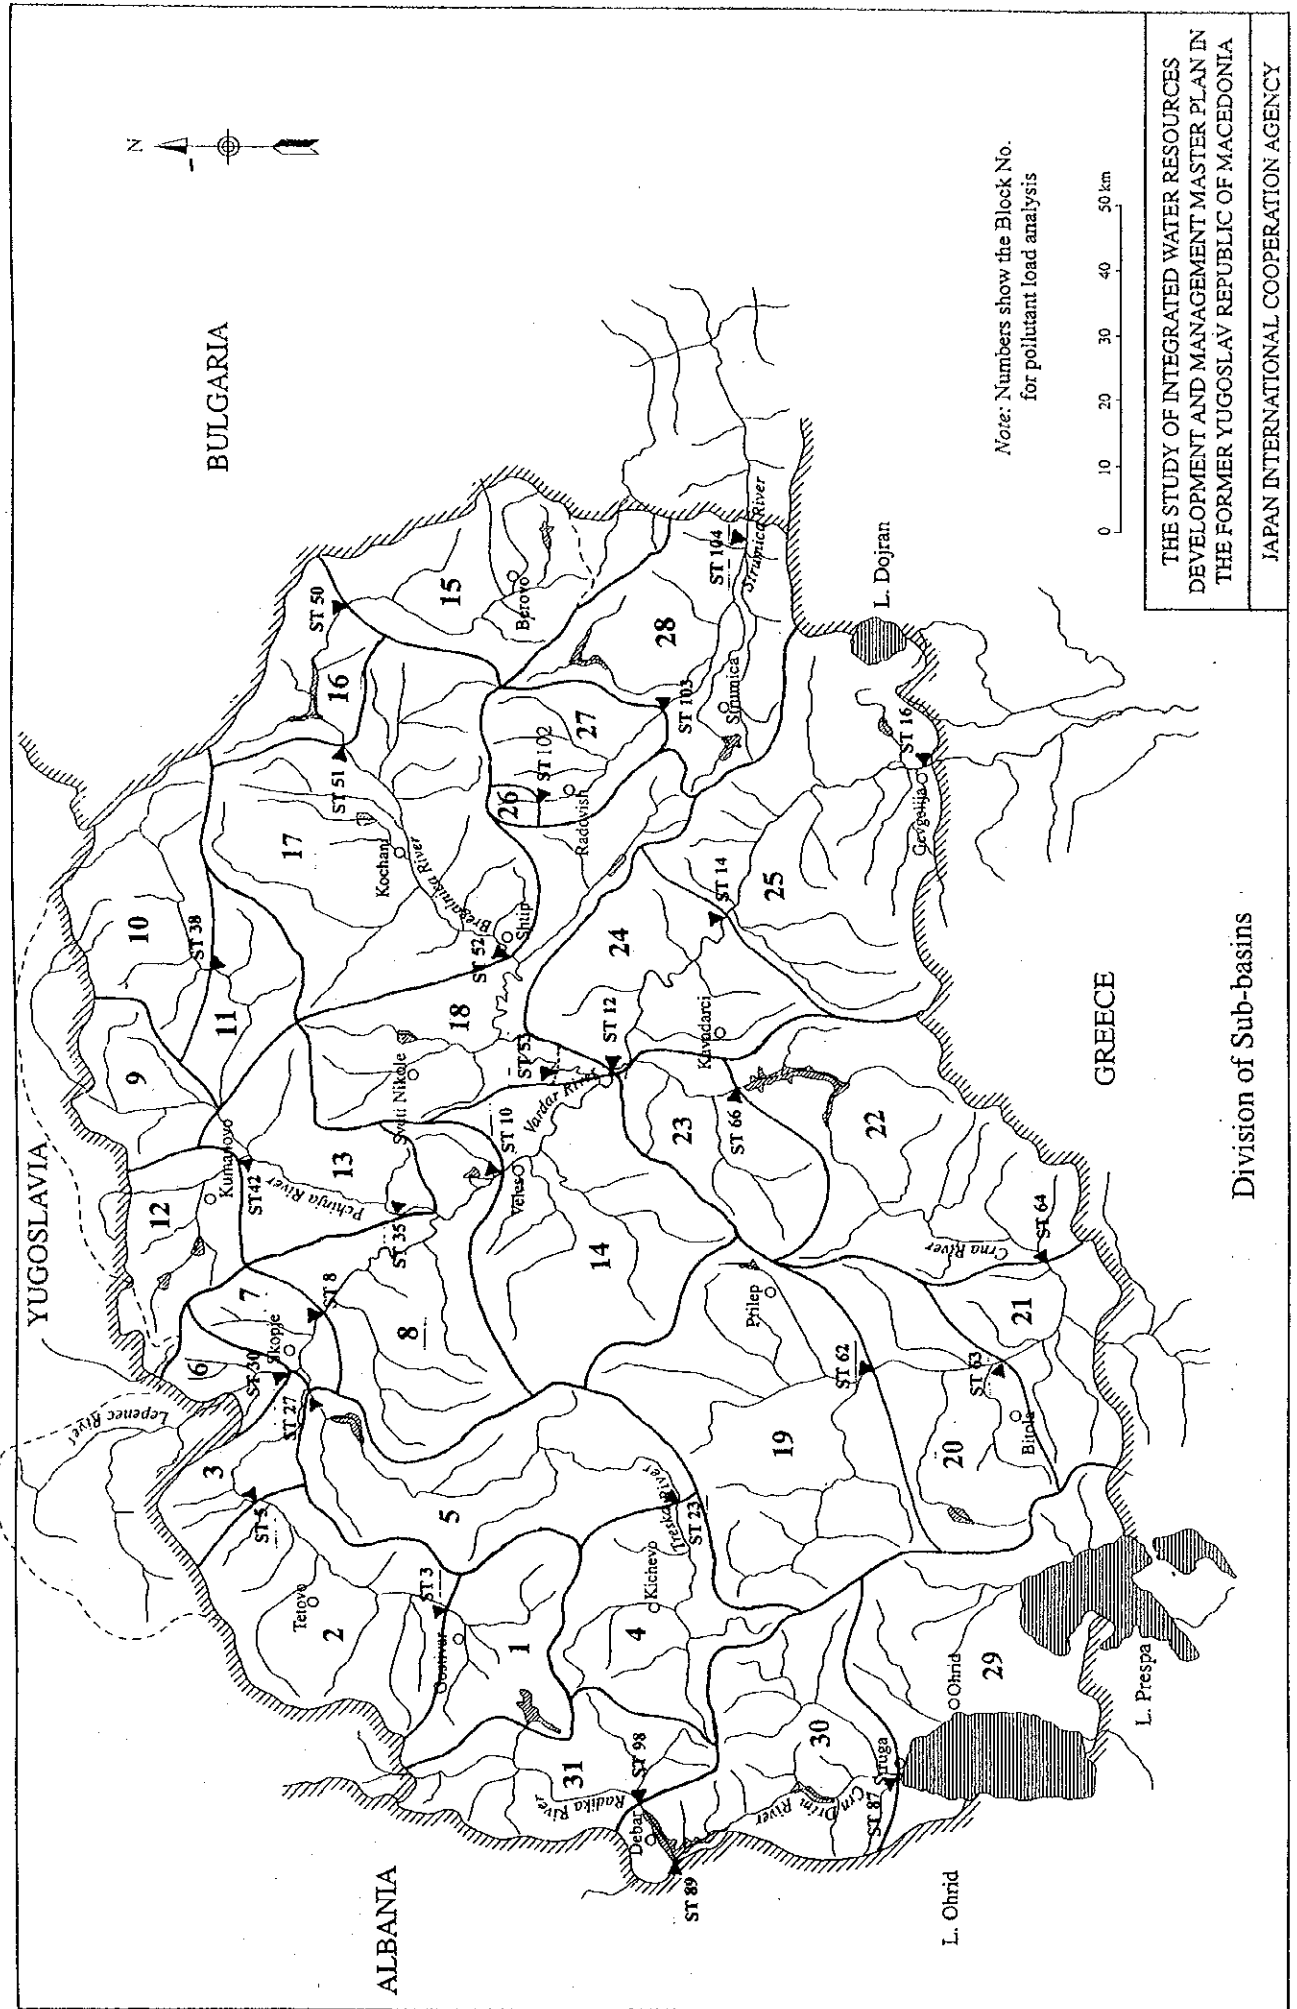 YUGOSLAVIA
BULGARIA
ALBANIA
GREECE
N
Lepenec River
Pchinja River
Bregalnica River
Vardar River
Treska River
Radika River
Crn Drim River
Crna River
Strumica River
L. Ohrid
L. Prespa
L. Dojran
Tetovo
Gostivar
Kichevo
Debar
Struga
Ohrid
Skopje
Kumanovo
Sveti Nikole
Veles
Shtip
Kochani
Berovo
Radovish
Strumica
Kavadarci
Gevgelija
Prilep
Bitola
1
2
3
4
5
6
7
8
9
10
11
12
13
14
15
16
17
18
19
20
21
22
23
24
25
26
27
28
29
30
31
ST 3
ST 5
ST 8
ST 10
ST 12
ST 14
ST 16
ST 23
ST 27
ST 30
ST 35
ST 38
ST 42
ST 50
ST 51
ST 52
ST 53
ST 62
ST 63
ST 64
ST 66
ST 87
ST 89
ST 98
ST 102
ST 103
ST 104
Note: Numbers show the Block No.
for pollutant load analysis
0 10 20 30 40 50 km
Division of Sub-basins
THE STUDY OF INTEGRATED WATER RESOURCES
DEVELOPMENT AND MANAGEMENT MASTER PLAN IN
THE FORMER YUGOSLAV REPUBLIC OF MACEDONIA
JAPAN INTERNATIONAL COOPERATION AGENCY